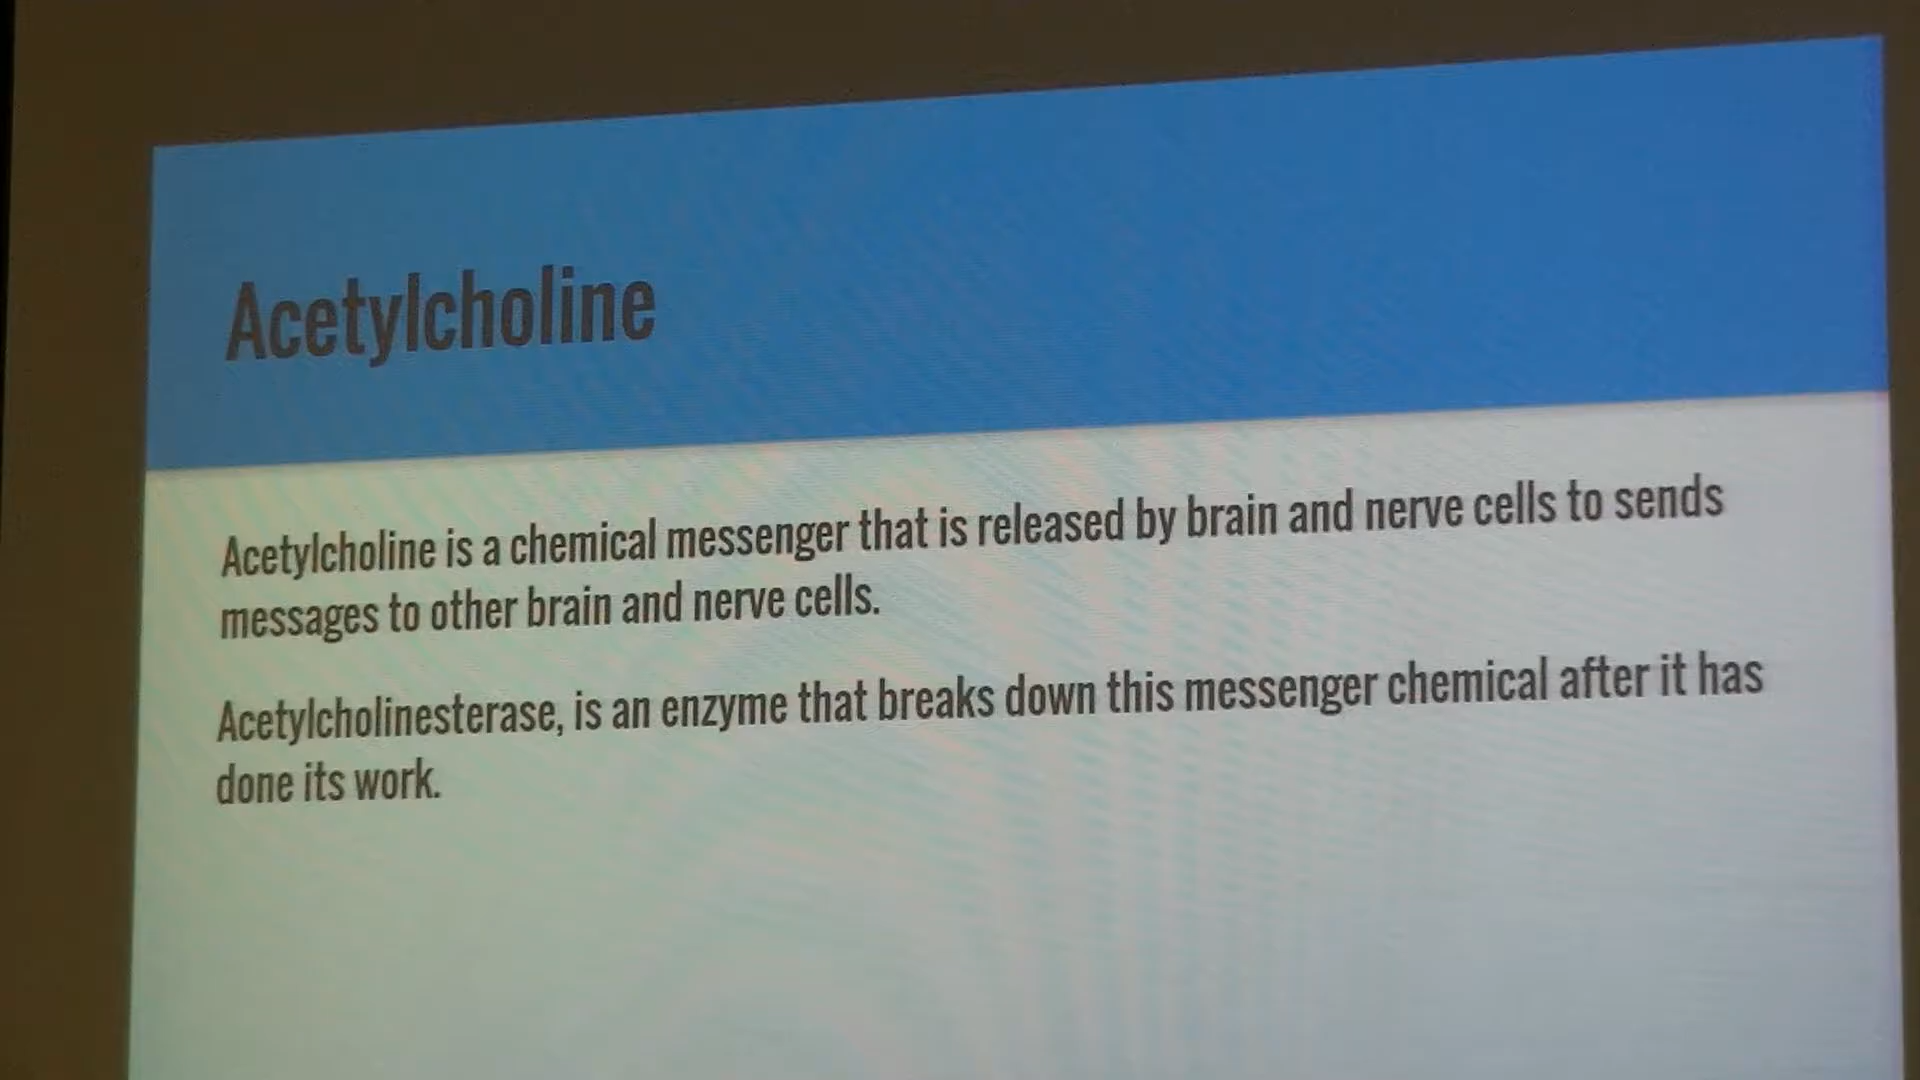 Acetylcholine
Acetylcholine is a chemical messenger that is released by brain and nerve cells to sends
messages to other brain and nerve cells.
Acetylcholinesterase, is an enzyme that breaks down this messenger chemical after it has
done its work.